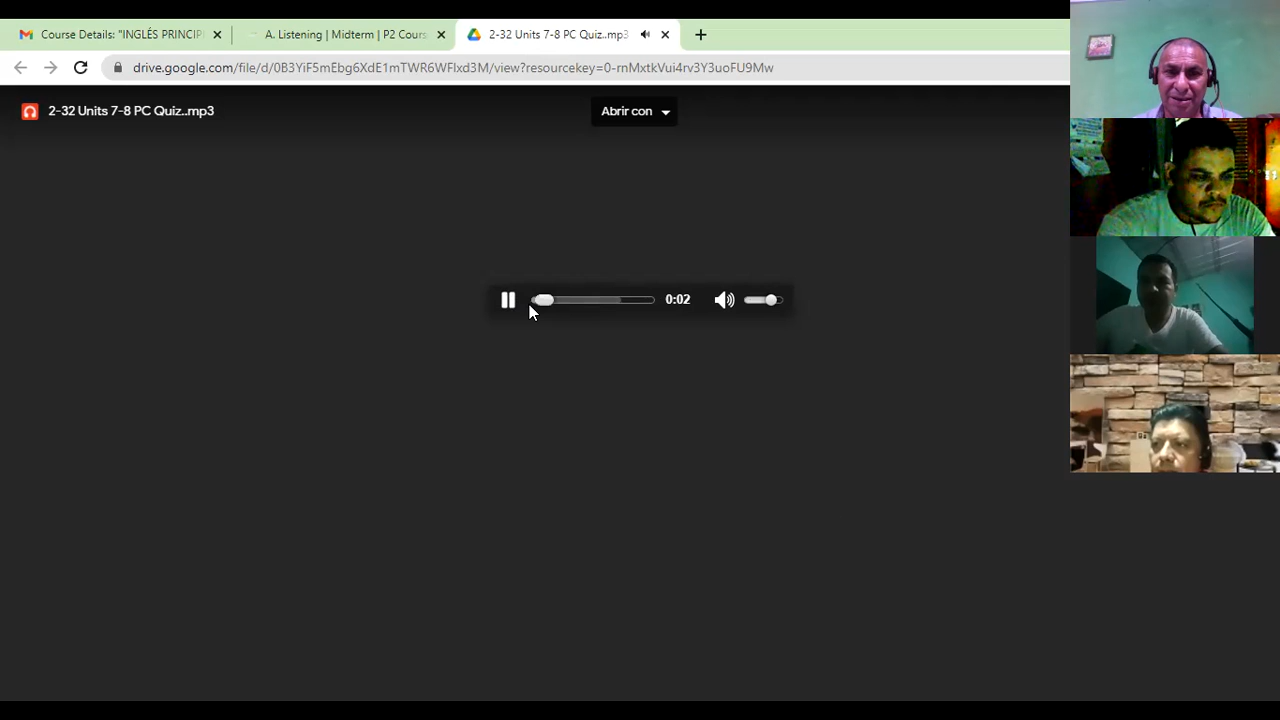 Course Details: "INGLÉS PRINCIP
A. Listening | Midterm | P2 Cours
2-32 Units 7-8 PC Quiz..mp3
drive.google.com/file/d/0B3YiF5mEbg6XdE1mTWR6WFlxd3M/view?resourcekey=0-rnMxtkVui4rv3Y3uoFU9Mw
2-32 Units 7-8 PC Quiz..mp3
Abrir con
0:02